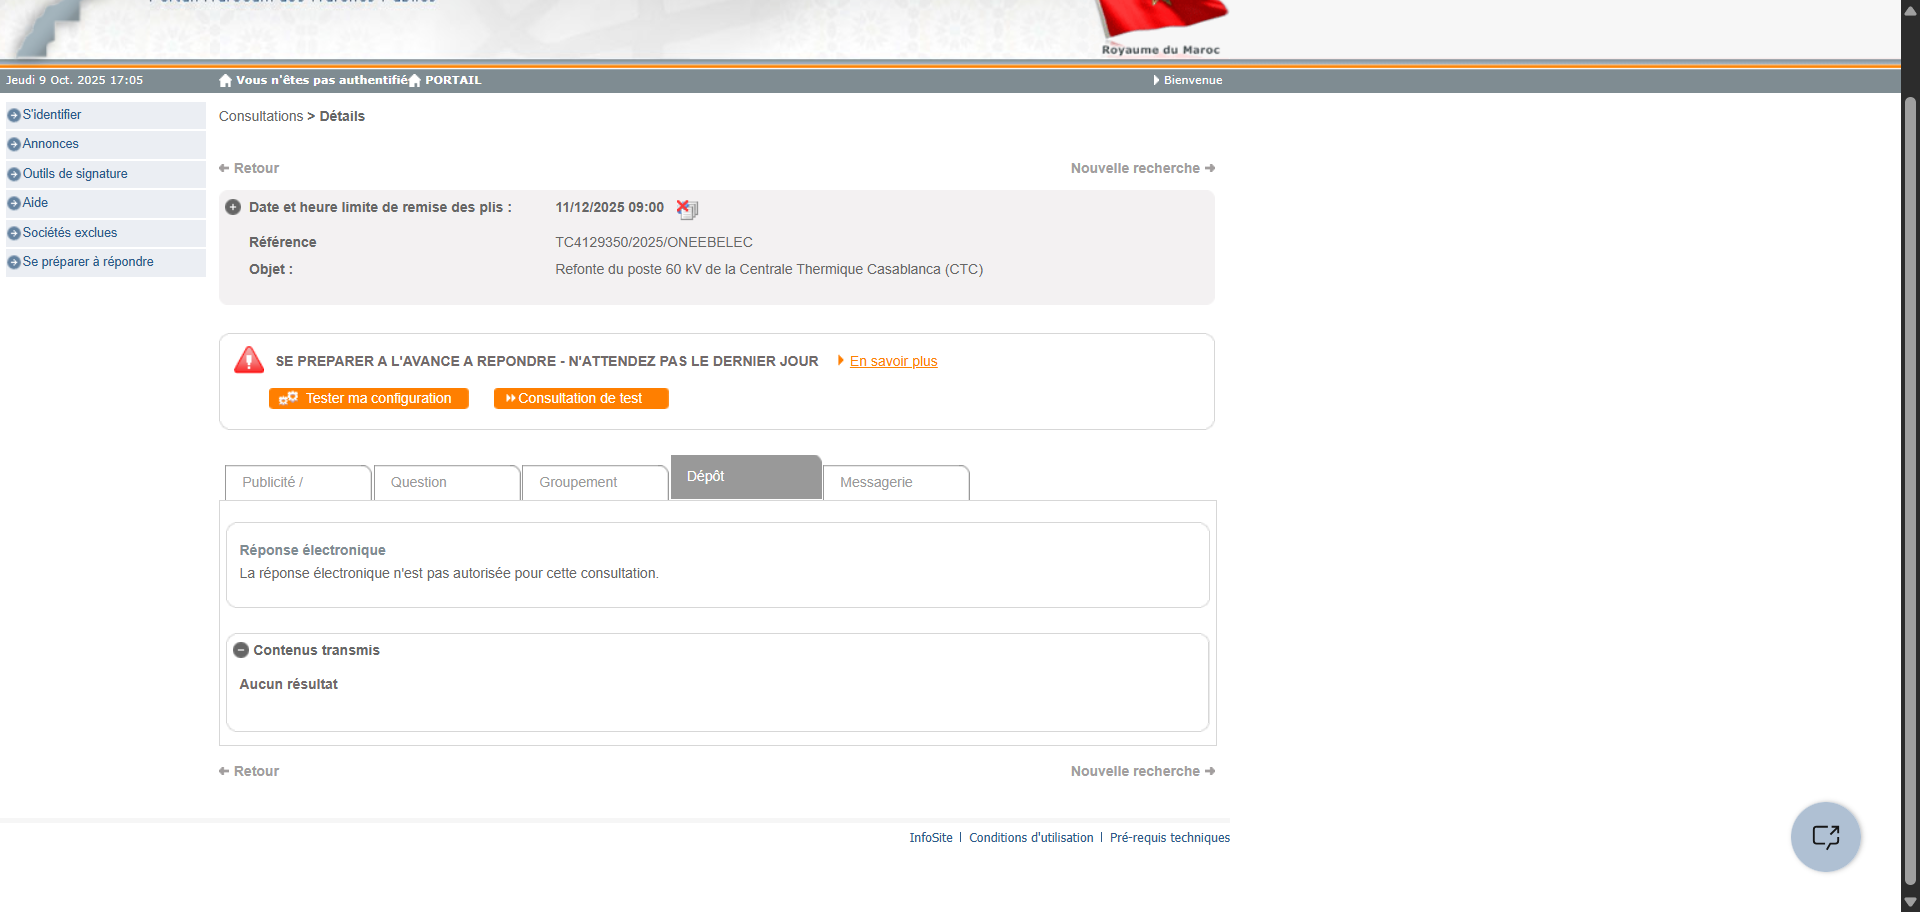 Royaume du Maroc
Jeudi 9 Oct. 2025 17:05
Vous n'êtes pas authentifié PORTAIL
Bienvenue
S'identifier
Annonces
Outils de signature
Aide
Sociétés exclues
Se préparer à répondre
Consultations > Détails
Retour
Nouvelle recherche
Date et heure limite de remise des plis : 11/12/2025 09:00
Référence TC4129350/2025/ONEEBELEC
Objet : Refonte du poste 60 kV de la Centrale Thermique Casablanca (CTC)
SE PREPARER A L'AVANCE A REPONDRE - N'ATTENDEZ PAS LE DERNIER JOUR En savoir plus
Tester ma configuration Consultation de test
Publicité / Question Groupement Dépôt Messagerie
Réponse électronique
La réponse électronique n'est pas autorisée pour cette consultation.
Contenus transmis
Aucun résultat
Retour
Nouvelle recherche
InfoSite | Conditions d'utilisation | Pré-requis techniques